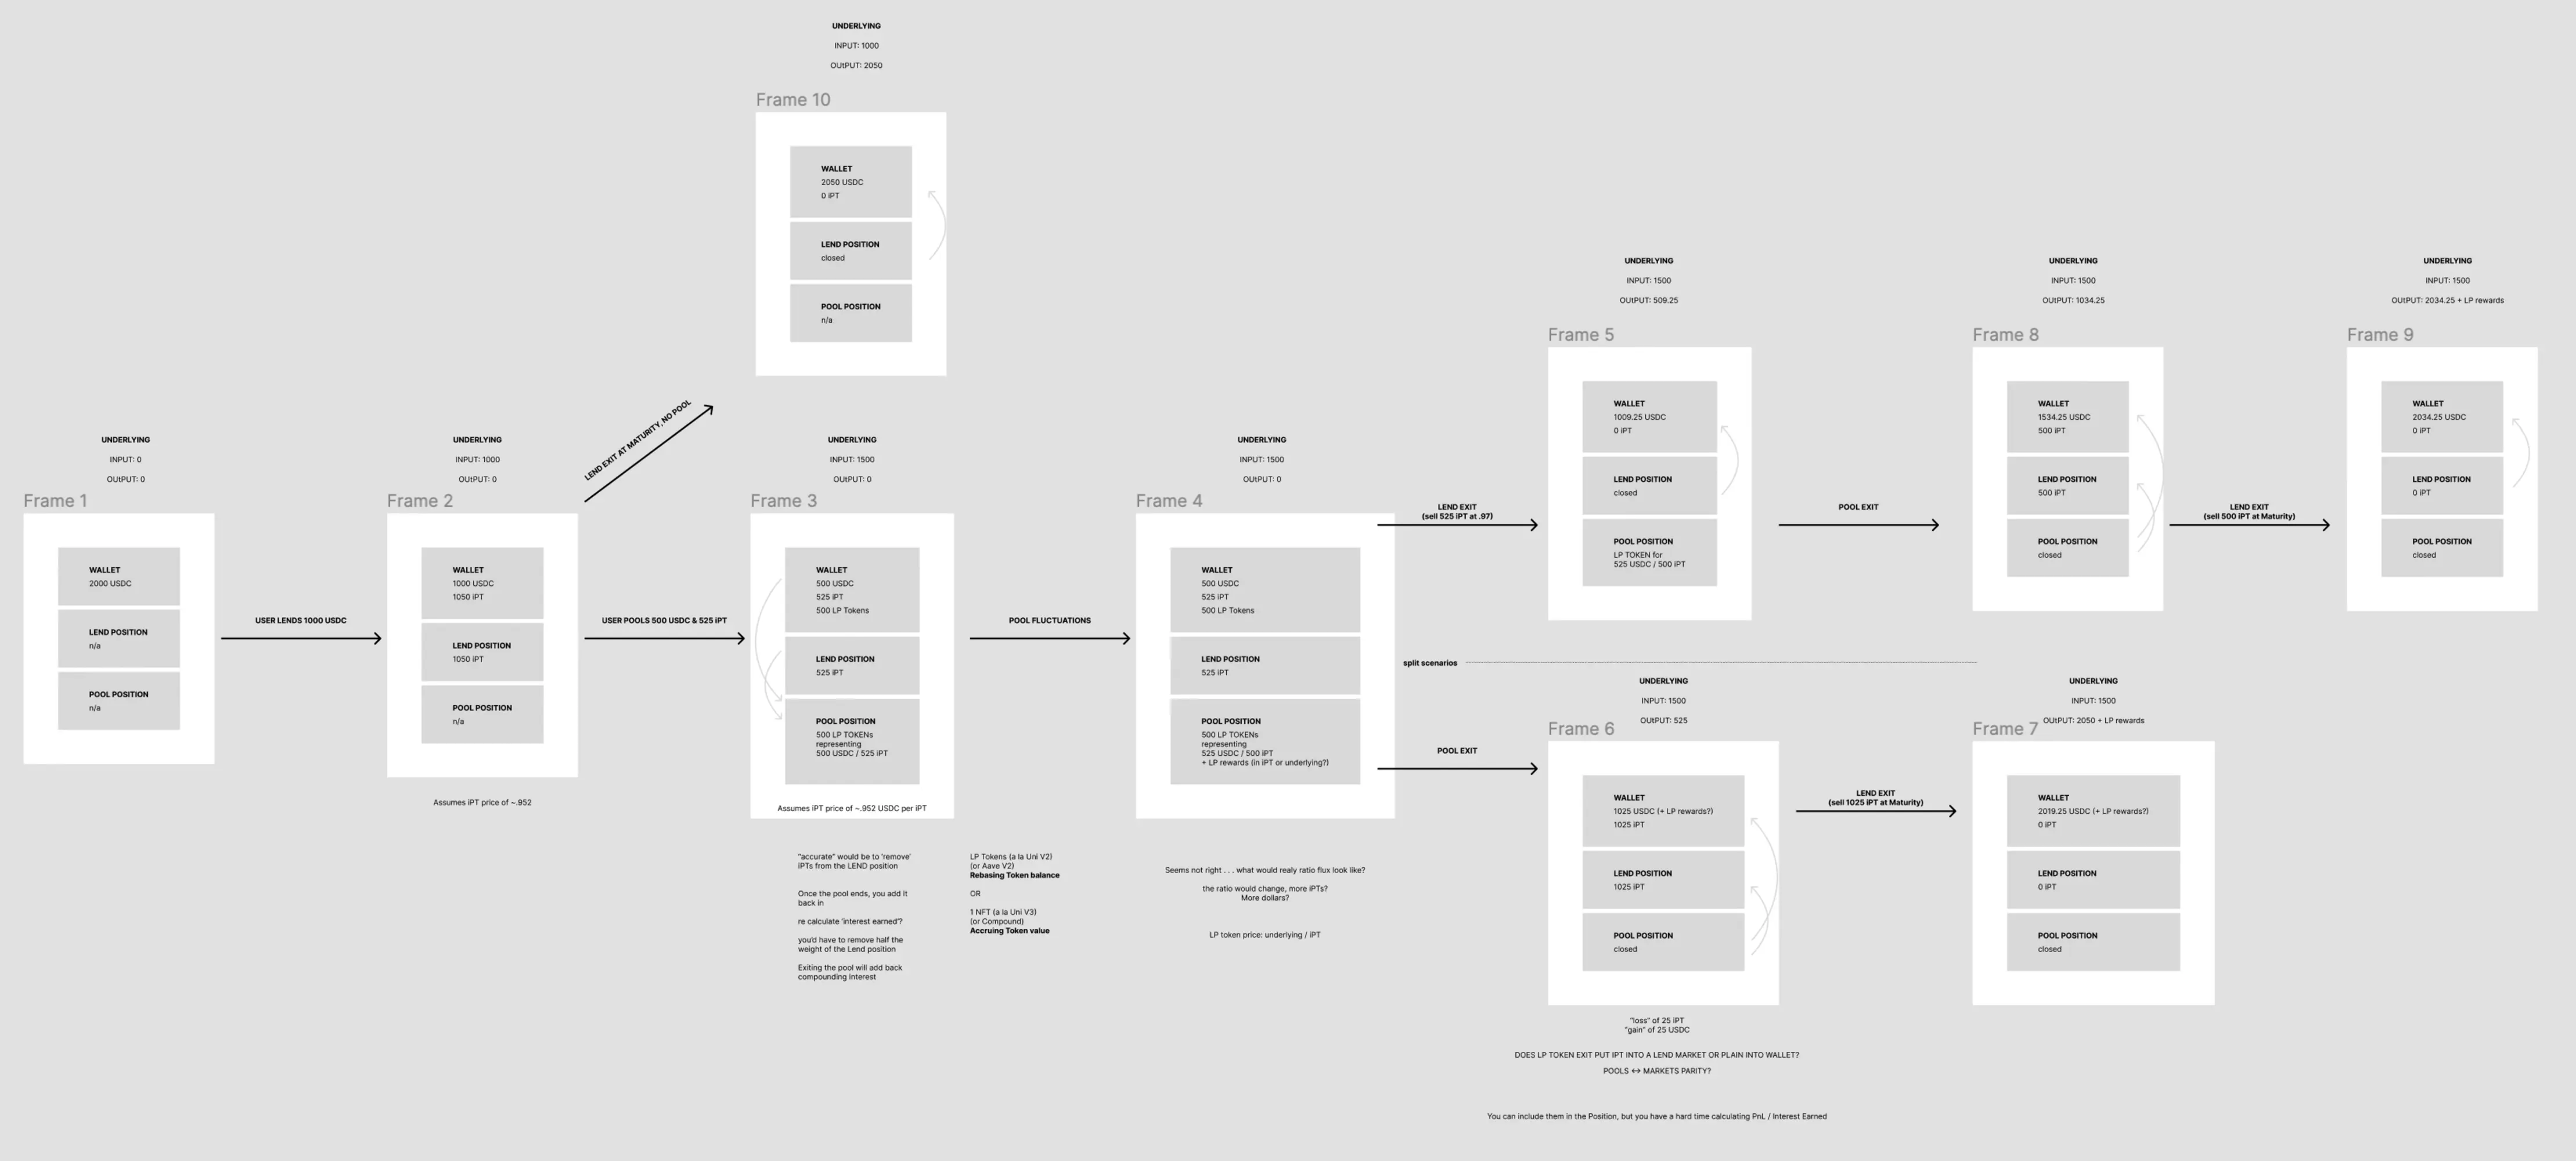 UNDERLYING
INPUT: 1000
OUtPUT: 2050
Frame 10
WALLET
2050 USDC
0 iPT
LEND POSITION
closed
POOL POSITION
n/a
LEND EXIT AT MATURITY, NO POOL
UNDERLYING
INPUT: 0
OUtPUT: 0
Frame 1
WALLET
2000 USDC
LEND POSITION
n/a
POOL POSITION
n/a
USER LENDS 1000 USDC
UNDERLYING
INPUT: 1000
OUtPUT: 0
Frame 2
WALLET
1000 USDC
1050 iPT
LEND POSITION
1050 iPT
POOL POSITION
n/a
Assumes iPT price of ~.952
USER POOLS 500 USDC & 525 iPT
UNDERLYING
INPUT: 1500
OUtPUT: 0
Frame 3
WALLET
500 USDC
525 iPT
500 LP Tokens
LEND POSITION
525 iPT
POOL POSITION
500 LP TOKENs
representing
500 USDC / 525 iPT
Assumes iPT price of ~.952 USDC per iPT
"accurate" would be to 'remove'
iPTs from the LEND position
Once the pool ends, you add it
back in
re calculate 'interest earned'?
you'd have to remove half the
weight of the Lend position
Exiting the pool will add back
compounding interest
LP Tokens (a la Uni V2)
(or Aave V2)
Rebasing Token balance
OR
1 NFT (a la Uni V3)
(or Compound)
Accruing Token value
POOL FLUCTUATIONS
UNDERLYING
INPUT: 1500
OUtPUT: 0
Frame 4
WALLET
500 USDC
525 iPT
500 LP Tokens
LEND POSITION
525 iPT
POOL POSITION
500 LP TOKENs
representing
525 USDC / 500 iPT
+ LP rewards (in iPT or underlying?)
Seems not right . . . what would realy ratio flux look like?
the ratio would change, more iPTs?
More dollars?
LP token price: underlying / iPT
LEND EXIT
(sell 525 iPT at .97)
UNDERLYING
INPUT: 1500
OUtPUT: 509.25
Frame 5
WALLET
1009.25 USDC
0 iPT
LEND POSITION
closed
POOL POSITION
LP TOKEN for
525 USDC / 500 iPT
POOL EXIT
UNDERLYING
INPUT: 1500
OUtPUT: 1034.25
Frame 8
WALLET
1534.25 USDC
500 iPT
LEND POSITION
500 iPT
POOL POSITION
closed
LEND EXIT
(sell 500 iPT at Maturity)
UNDERLYING
INPUT: 1500
OUtPUT: 2034.25 + LP rewards
Frame 9
WALLET
2034.25 USDC
0 iPT
LEND POSITION
0 iPT
POOL POSITION
closed
split scenarios
POOL EXIT
UNDERLYING
INPUT: 1500
OUtPUT: 525
Frame 6
WALLET
1025 USDC (+ LP rewards?)
1025 iPT
LEND POSITION
1025 iPT
POOL POSITION
closed
"loss" of 25 iPT
"gain" of 25 USDC
DOES LP TOKEN EXIT PUT IPT INTO A LEND MARKET OR PLAIN INTO WALLET?
POOLS <-> MARKETS PARITY?
You can include them in the Position, but you have a hard time calculating PnL / Interest Earned
LEND EXIT
(sell 1025 iPT at Maturity)
UNDERLYING
INPUT: 1500
OUtPUT: 2050 + LP rewards
Frame 7
WALLET
2019.25 USDC (+ LP rewards?)
0 iPT
LEND POSITION
0 iPT
POOL POSITION
closed